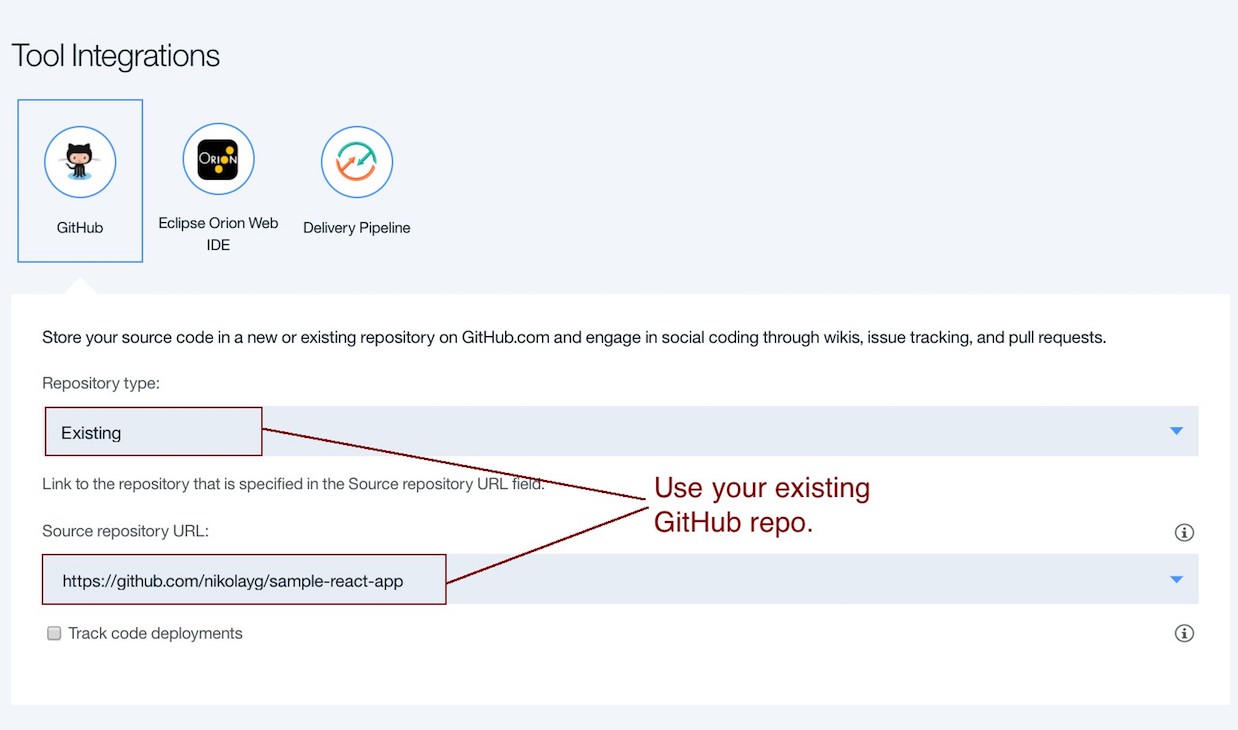 Tool Integrations
ORION
GitHub
Eclipse Orion Web
IDE
Delivery Pipeline
Store your source code in a new or existing repository on GitHub.com and engage in social coding through wikis, issue tracking, and pull requests.
Repository type:
Existing
Link to the repository that is specified in the Source repository URL field.
Use your existing
GitHub repo.
Source repository URL:
https://github.com/nikolayg/sample-react-app
Track code deployments